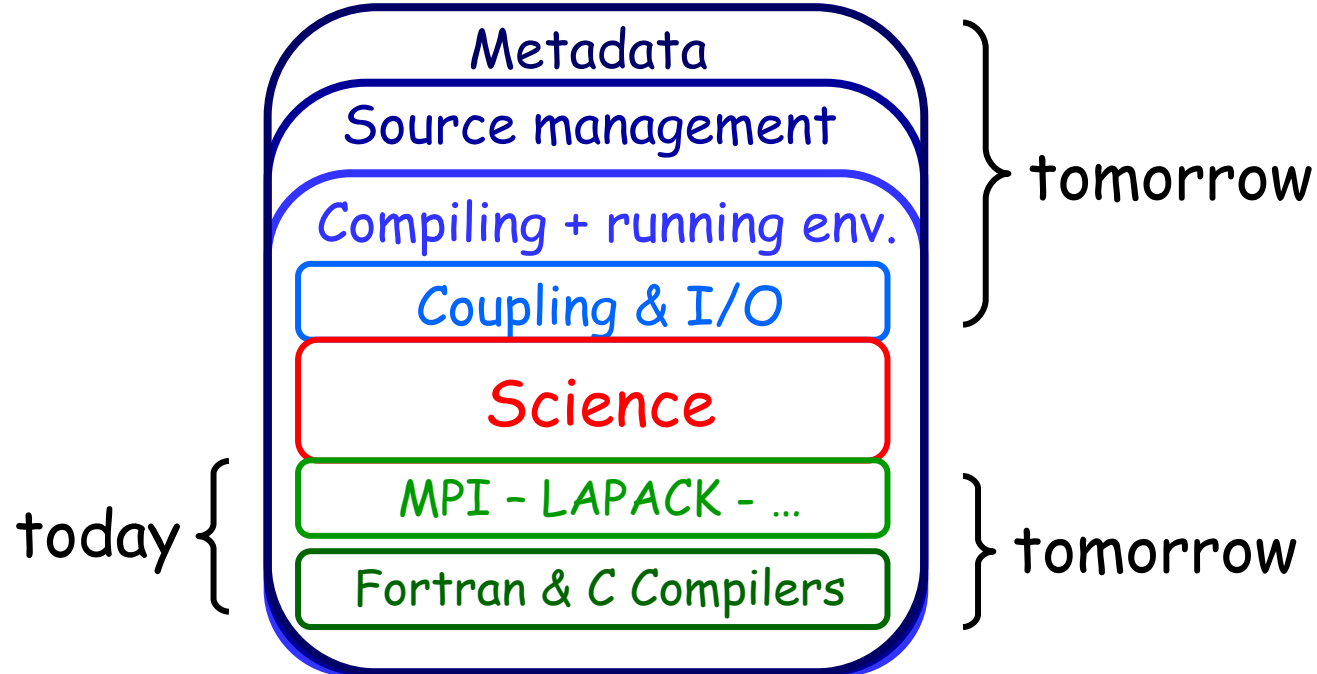 Metadata
Source management
tomorrow
Compiling + running env.
Coupling & I/O
Science
MPI – LAPACK - ...
today
tomorrow
Fortran & C Compilers